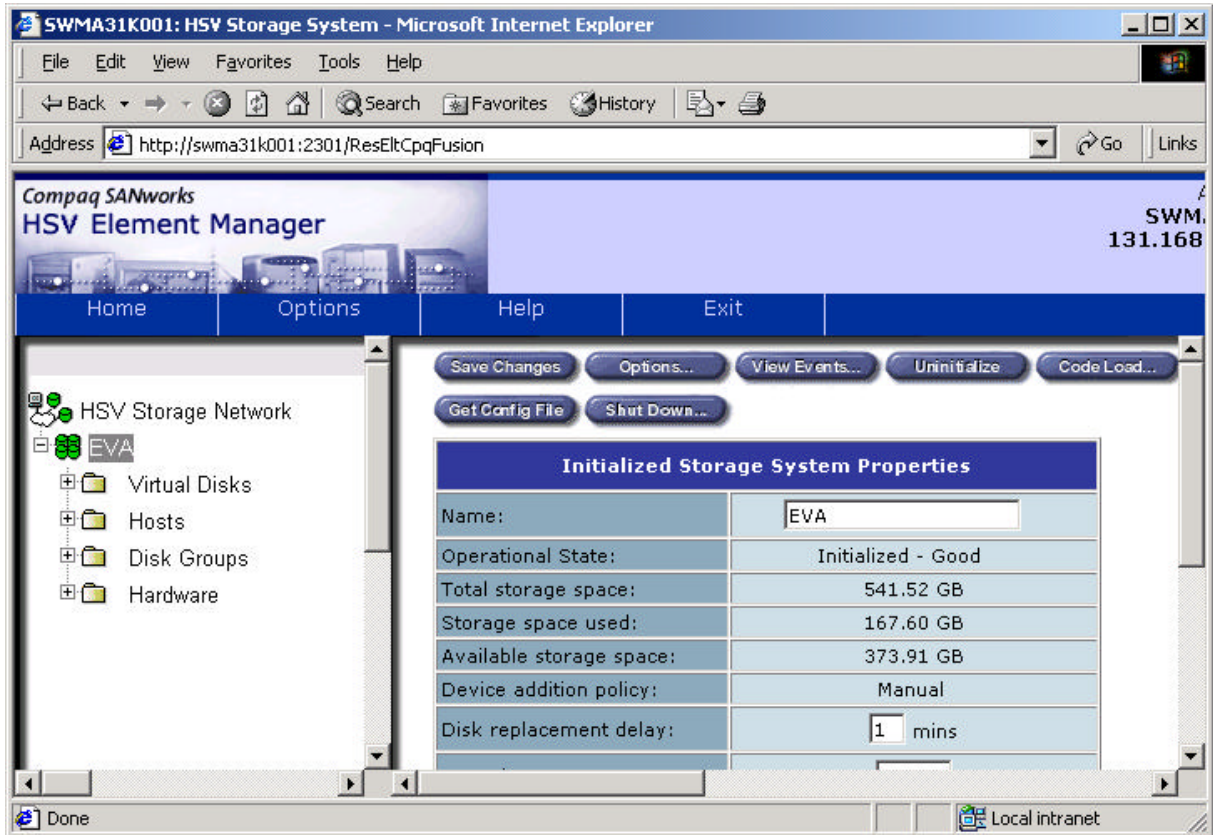 SWMA31K001: HSV Storage System - Microsoft Internet Explorer
File Edit View Favorites Tools Help
Back Search Favorites History
Address http://swma31k001:2301/ResEltCpqFusion Go Links
Compaq SANworks
HSV Element Manager
SWM
131.168
Home Options Help Exit
Save Changes Options... View Events... Uninitialize Code Load...
Get Config File Shut Down...
HSV Storage Network
EVA
Virtual Disks
Hosts
Disk Groups
Hardware
Initialized Storage System Properties
Name: EVA
Operational State: Initialized - Good
Total storage space: 541.52 GB
Storage space used: 167.60 GB
Available storage space: 373.91 GB
Device addition policy: Manual
Disk replacement delay: 1 mins
Done Local intranet